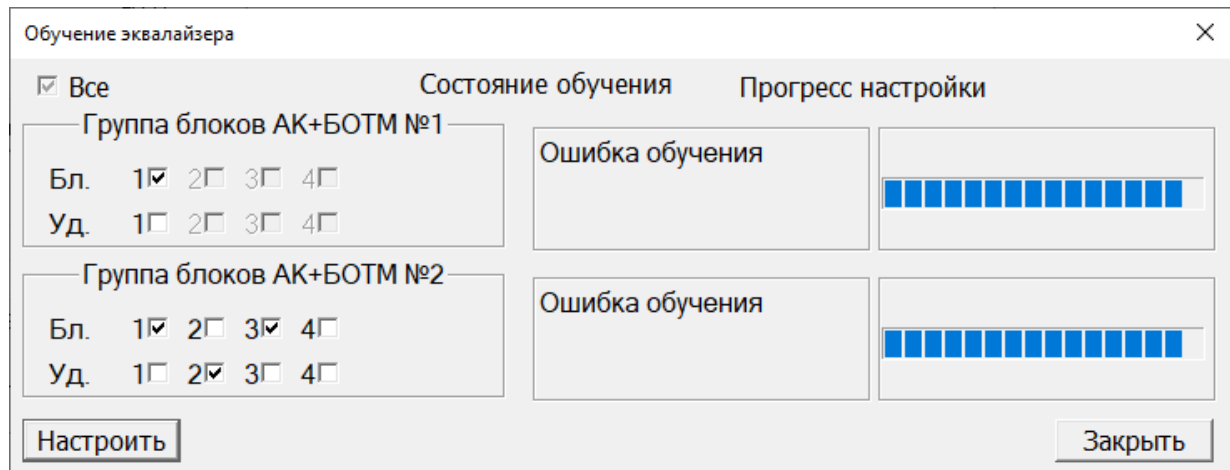 Обучение эквалайзера
Все Состояние обучения Прогресс настройки
Группа блоков АК+БОТМ №1
Ошибка обучения
Бл. 1 2 3 4
Уд. 1 2 3 4
Группа блоков АК+БОТМ №2
Ошибка обучения
Бл. 1 2 3 4
Уд. 1 2 3 4
Настроить Закрыть